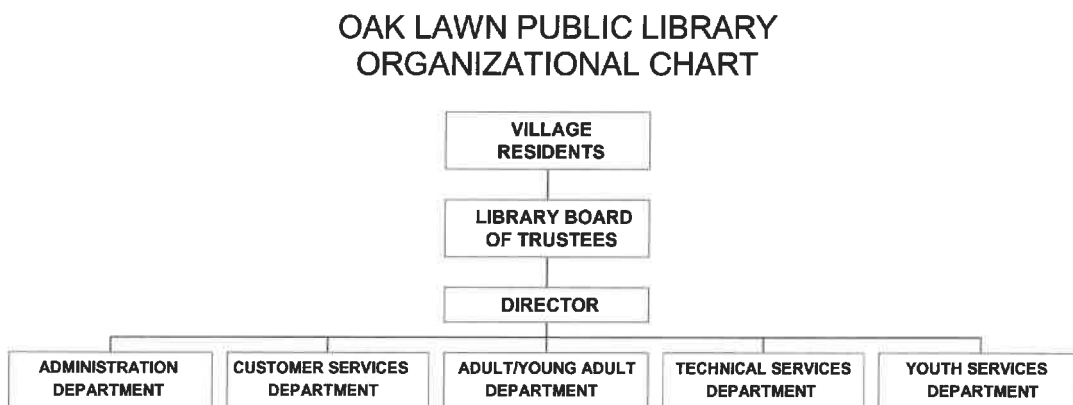 OAK LAWN PUBLIC LIBRARY
ORGANIZATIONAL CHART
VILLAGE
RESIDENTS
LIBRARY BOARD
OF TRUSTEES
DIRECTOR
ADMINISTRATION
DEPARTMENT
CUSTOMER SERVICES
DEPARTMENT
ADULT/YOUNG ADULT
DEPARTMENT
TECHNICAL SERVICES
DEPARTMENT
YOUTH SERVICES
DEPARTMENT